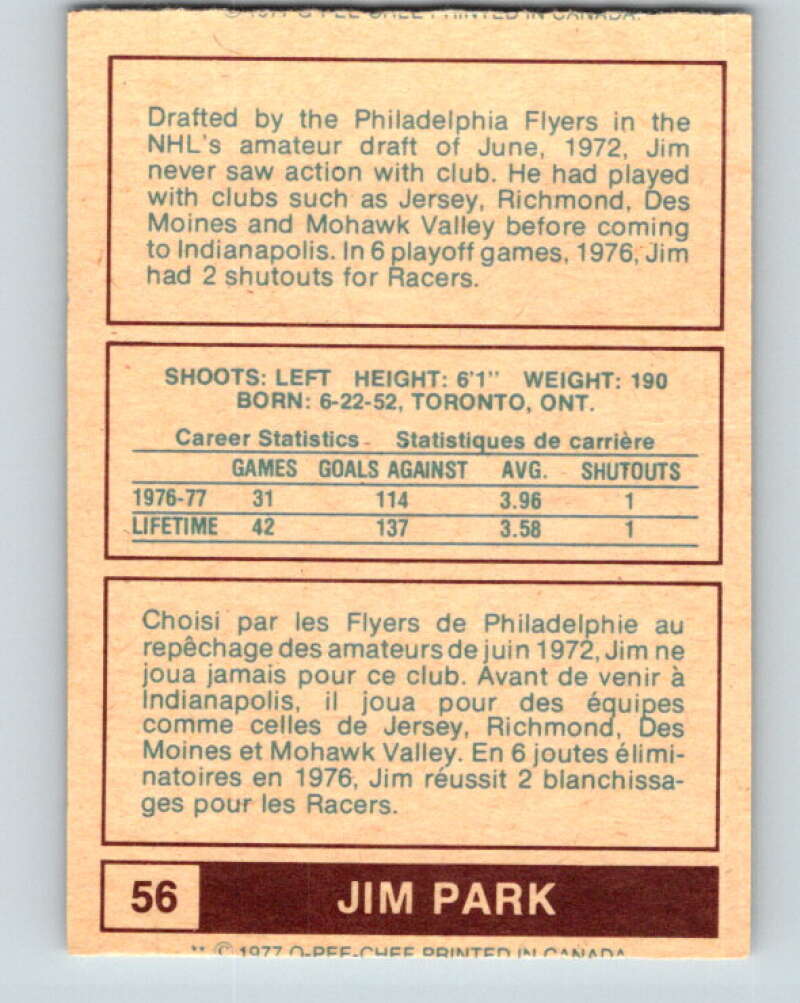 © 1977 O-PEE-CHEE PRINTED IN CANADA.
Drafted by the Philadelphia Flyers in the
NHL's amateur draft of June, 1972, Jim
never saw action with club. He had played
with clubs such as Jersey, Richmond, Des
Moines and Mohawk Valley before coming
to Indianapolis. In 6 playoff games, 1976, Jim
had 2 shutouts for Racers.
SHOOTS: LEFT HEIGHT: 6'1" WEIGHT: 190
BORN: 6-22-52, TORONTO, ONT.
Career Statistics - Statistiques de carrière
GAMES GOALS AGAINST AVG. SHUTOUTS
1976-77 31 114 3.96 1
LIFETIME 42 137 3.58 1
Choisi par les Flyers de Philadelphie au
repêchage des amateurs de juin 1972, Jim ne
joua jamais pour ce club. Avant de venir à
Indianapolis, il joua pour des équipes
comme celles de Jersey, Richmond, Des
Moines et Mohawk Valley. En 6 joutes élimi-
natoires en 1976, Jim réussit 2 blanchissa-
ges pour les Racers.
56 JIM PARK
** © 1977 O-PEE-CHEE PRINTED IN CANADA